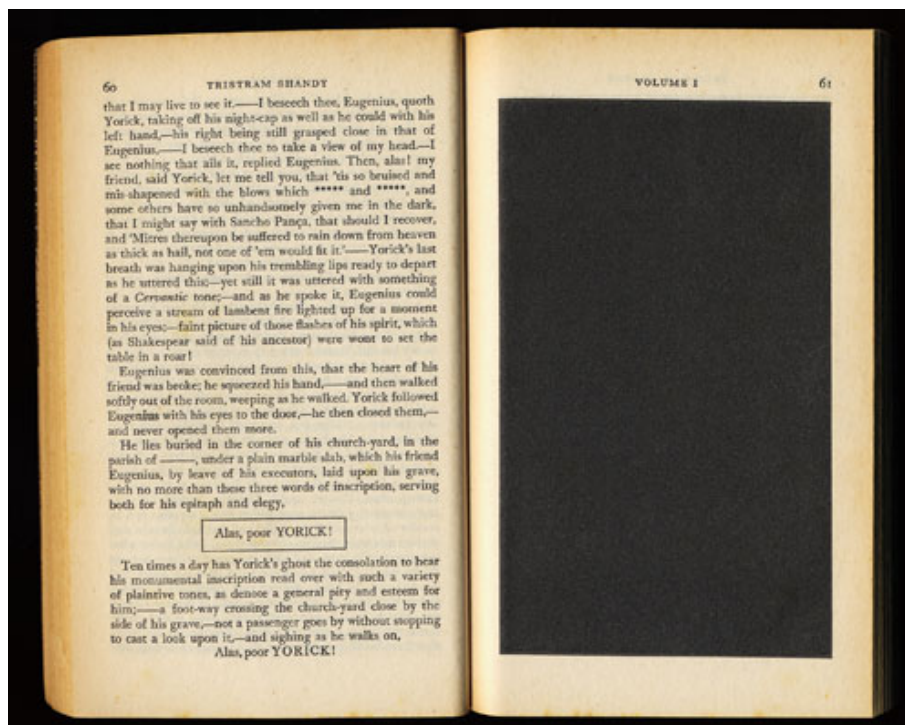 60 TRISTRAM SHANDY
that I may live to see it.——I beseech thee, Eugenius, quoth
Yorick, taking off his night-cap as well as he could with his
left hand,—his right being still grasped close in that of
Eugenius,——I beseech thee to take a view of my head.—I
see nothing that ails it, replied Eugenius. Then, alas! my
friend, said Yorick, let me tell you, that 'tis so bruised and
mis-shapened with the blows which ***** and *****, and
some others have so unhandsomely given me in the dark,
that I might say with Sancho Pança, that should I recover,
and 'Mitres thereupon be suffered to rain down from heaven
as thick as hail, not one of 'em would fit it.'——Yorick's last
breath was hanging upon his trembling lips ready to depart
as he uttered this;—yet still it was uttered with something
of a Cervantic tone;—and as he spoke it, Eugenius could
perceive a stream of lambent fire lighted up for a moment
in his eyes;—faint picture of those flashes of his spirit, which
(as Shakespear said of his ancestor) were wont to set the
table in a roar!
Eugenius was convinced from this, that the heart of his
friend was broke; he squeezed his hand,——and then walked
softly out of the room, weeping as he walked. Yorick followed
Eugenius with his eyes to the door,—he then closed them,—
and never opened them more.
He lies buried in the corner of his church-yard, in the
parish of ———, under a plain marble slab, which his friend
Eugenius, by leave of his executors, laid upon his grave,
with no more than these three words of inscription, serving
both for his epitaph and elegy.
Alas, poor YORICK!
Ten times a day has Yorick's ghost the consolation to hear
his monumental inscription read over with such a variety
of plaintive tones, as denote a general pity and esteem for
him;——a foot-way crossing the church-yard close by the
side of his grave,—not a passenger goes by without stopping
to cast a look upon it,—and sighing as he walks on,
Alas, poor YORICK!
VOLUME I 61